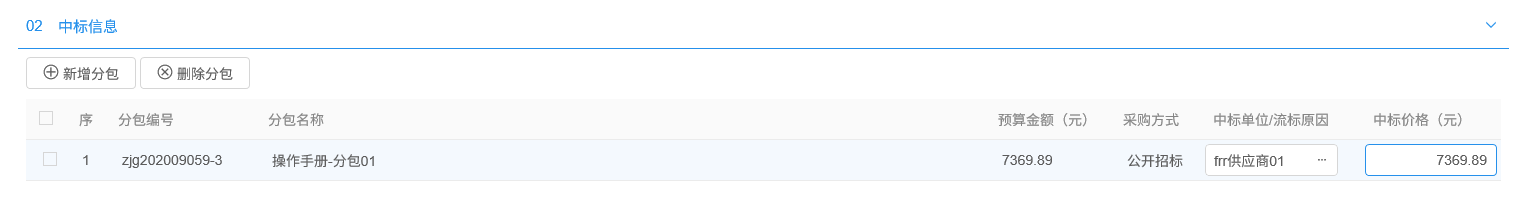 02 中标信息
新增分包 删除分包
序 分包编号 分包名称 预算金额（元） 采购方式 中标单位/流标原因 中标价格（元）
1 zjg202009059-3 操作手册-分包01 7369.89 公开招标 frr供应商01 ··· 7369.89